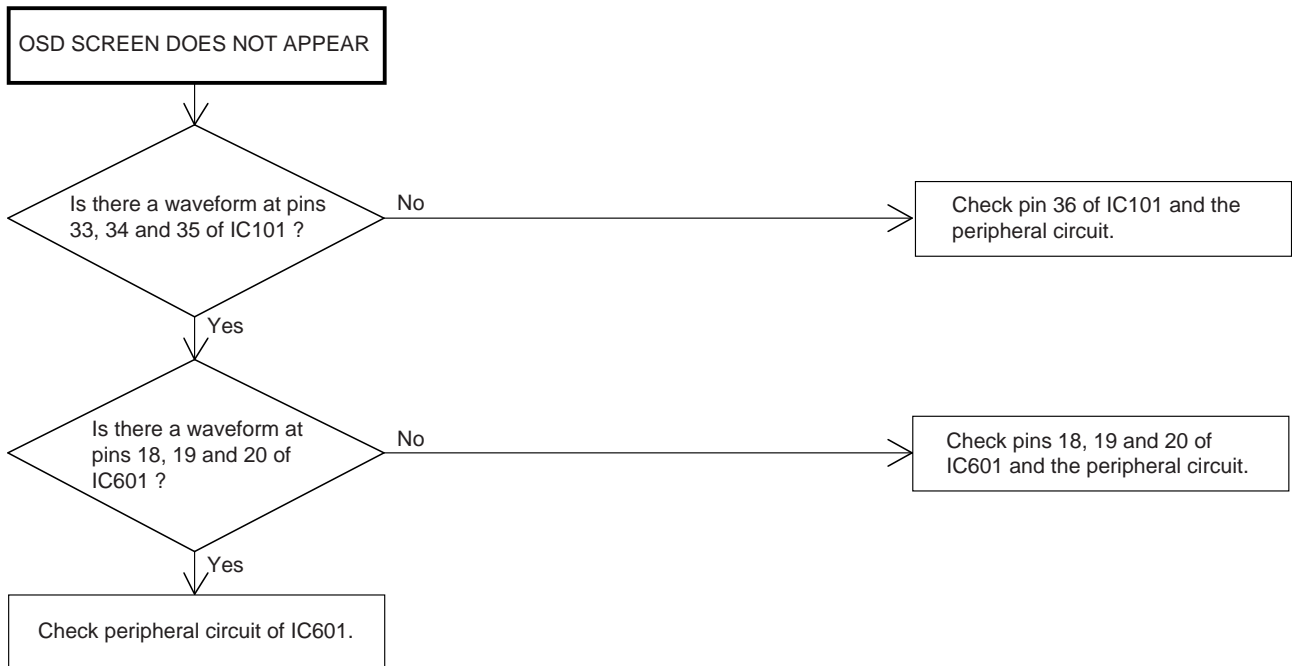 OSD SCREEN DOES NOT APPEAR
Is there a waveform at pins
33, 34 and 35 of IC101 ?
No
Check pin 36 of IC101 and the
peripheral circuit.
Yes
Is there a waveform at
pins 18, 19 and 20 of
IC601 ?
No
Check pins 18, 19 and 20 of
IC601 and the peripheral circuit.
Yes
Check peripheral circuit of IC601.